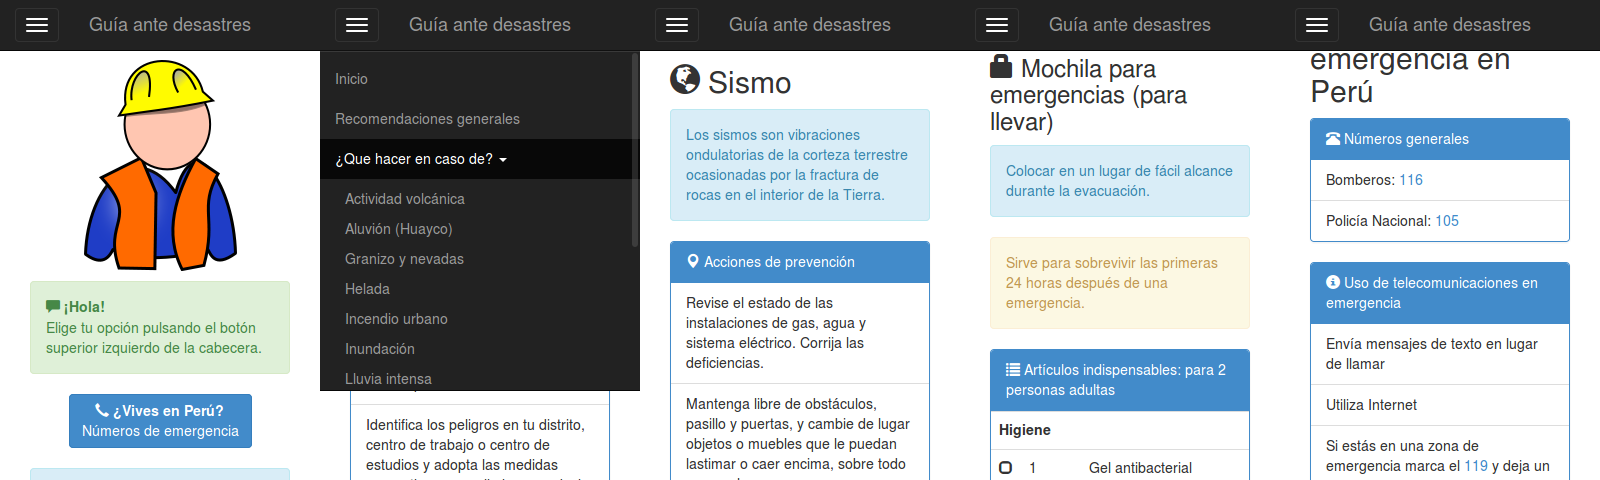 Guía ante desastres
¡Hola!
Elige tu opción pulsando el botón
superior izquierdo de la cabecera.
¿Vives en Perú?
Números de emergencia
Guía ante desastres
Inicio
Recomendaciones generales
¿Que hacer en caso de?
Actividad volcánica
Aluvión (Huayco)
Granizo y nevadas
Helada
Incendio urbano
Inundación
Lluvia intensa
Identifica los peligros en tu distrito,
centro de trabajo o centro de
estudios y adopta las medidas
Guía ante desastres
Sismo
Los sismos son vibraciones
ondulatorias de la corteza terrestre
ocasionadas por la fractura de
rocas en el interior de la Tierra.
Acciones de prevención
Revise el estado de las
instalaciones de gas, agua y
sistema eléctrico. Corrija las
deficiencias.
Mantenga libre de obstáculos,
pasillo y puertas, y cambie de lugar
objetos o muebles que le puedan
lastimar o caer encima, sobre todo
Guía ante desastres
Mochila para
emergencias (para
llevar)
Colocar en un lugar de fácil alcance
durante la evacuación.
Sirve para sobrevivir las primeras
24 horas después de una
emergencia.
Artículos indispensables: para 2
personas adultas
Higiene
1 Gel antibacterial
Guía ante desastres
emergencia en
Perú
Números generales
Bomberos: 116
Policía Nacional: 105
Uso de telecomunicaciones en
emergencia
Envía mensajes de texto en lugar
de llamar
Utiliza Internet
Si estás en una zona de
emergencia marca el 119 y deja un